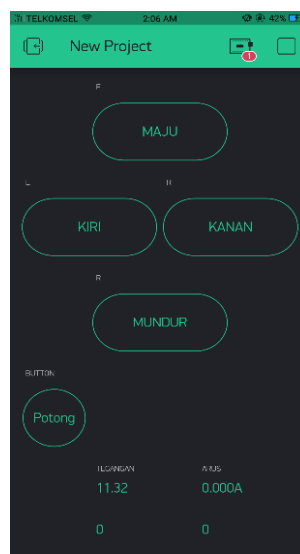 TELKOMSEL 2:06 AM 42%
New Project
1
F
MAJU
L R
KIRI KANAN
R
MUNDUR
BUTTON
Potong
TEGANGAN ARUS
11.32 0.000A
0 0